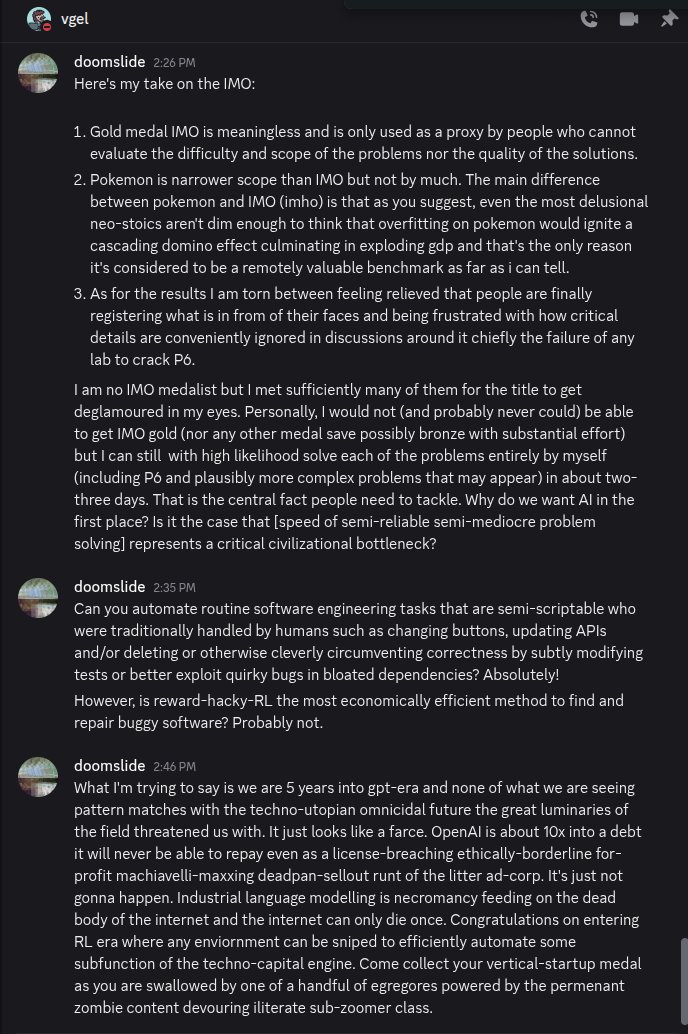 vgel
doomslide 2:26 PM
Here's my take on the IMO:
1. Gold medal IMO is meaningless and is only used as a proxy by people who cannot
evaluate the difficulty and scope of the problems nor the quality of the solutions.
2. Pokemon is narrower scope than IMO but not by much. The main difference
between pokemon and IMO (imho) is that as you suggest, even the most delusional
neo-stoics aren't dim enough to think that overfitting on pokemon would ignite a
cascading domino effect culminating in exploding gdp and that's the only reason
it's considered to be a remotely valuable benchmark as far as i can tell.
3. As for the results I am torn between feeling relieved that people are finally
registering what is in from of their faces and being frustrated with how critical
details are conveniently ignored in discussions around it chiefly the failure of any
lab to crack P6.
I am no IMO medalist but I met sufficiently many of them for the title to get
deglamoured in my eyes. Personally, I would not (and probably never could) be able
to get IMO gold (nor any other medal save possibly bronze with substantial effort)
but I can still with high likelihood solve each of the problems entirely by myself
(including P6 and plausibly more complex problems that may appear) in about two-
three days. That is the central fact people need to tackle. Why do we want AI in the
first place? Is it the case that [speed of semi-reliable semi-mediocre problem
solving] represents a critical civilizational bottleneck?
doomslide 2:35 PM
Can you automate routine software engineering tasks that are semi-scriptable who
were traditionally handled by humans such as changing buttons, updating APIs
and/or deleting or otherwise cleverly circumventing correctness by subtly modifying
tests or better exploit quirky bugs in bloated dependencies? Absolutely!
However, is reward-hacky-RL the most economically efficient method to find and
repair buggy software? Probably not.
doomslide 2:46 PM
What I'm trying to say is we are 5 years into gpt-era and none of what we are seeing
pattern matches with the techno-utopian omnicidal future the great luminaries of
the field threatened us with. It just looks like a farce. OpenAI is about 10x into a debt
it will never be able to repay even as a license-breaching ethically-borderline for-
profit machiavelli-maxxing deadpan-sellout runt of the litter ad-corp. It's just not
gonna happen. Industrial language modelling is necromancy feeding on the dead
body of the internet and the internet can only die once. Congratulations on entering
RL era where any enviornment can be sniped to efficiently automate some
subfunction of the techno-capital engine. Come collect your vertical-startup medal
as you are swallowed by one of a handful of egregores powered by the permenant
zombie content devouring iliterate sub-zoomer class.